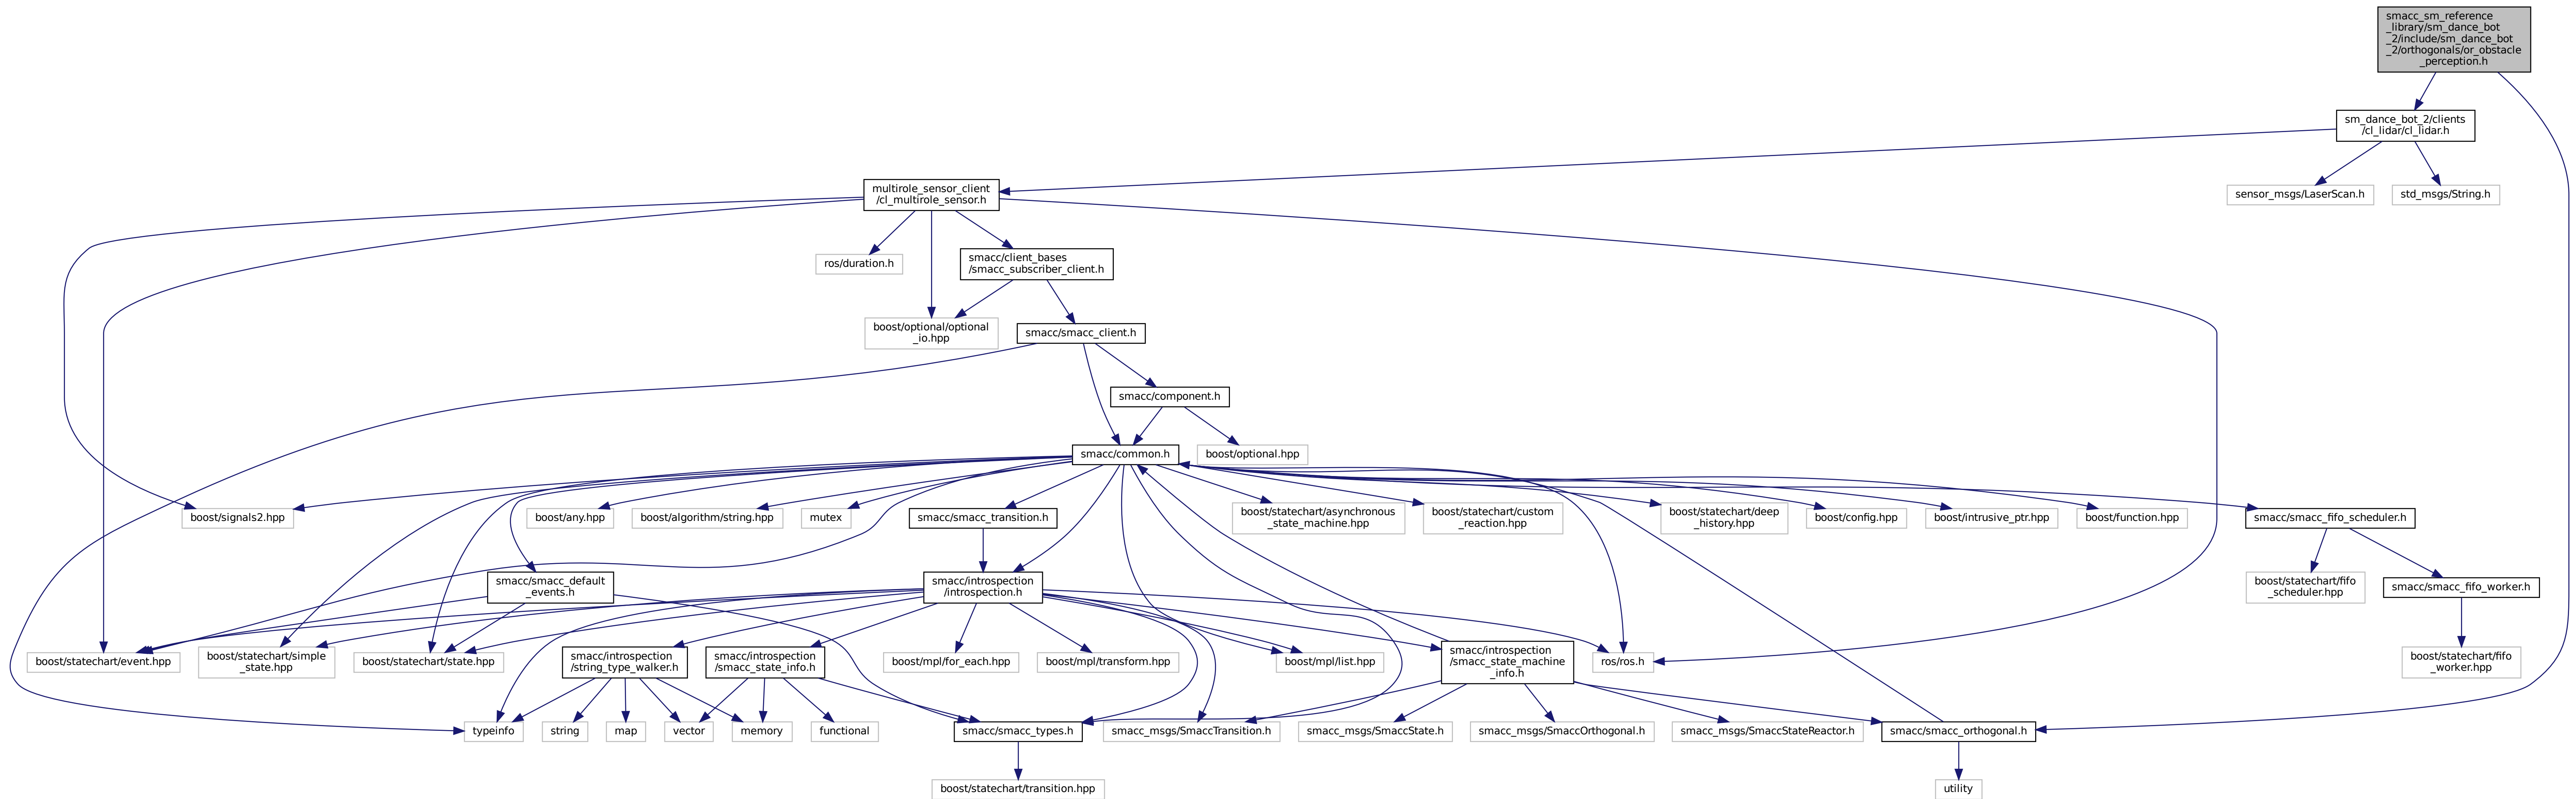 smacc_sm_reference
_library/sm_dance_bot
_2/include/sm_dance_bot
_2/orthogonals/or_obstacle
_perception.h
sm_dance_bot_2/clients
/cl_lidar/cl_lidar.h
multirole_sensor_client
/cl_multirole_sensor.h
sensor_msgs/LaserScan.h
std_msgs/String.h
ros/duration.h
smacc/client_bases
/smacc_subscriber_client.h
boost/optional/optional
_io.hpp
smacc/smacc_client.h
smacc/component.h
smacc/common.h
boost/optional.hpp
boost/signals2.hpp
boost/any.hpp
boost/algorithm/string.hpp
mutex
smacc/smacc_transition.h
boost/statechart/asynchronous
_state_machine.hpp
boost/statechart/custom
_reaction.hpp
boost/statechart/deep
_history.hpp
boost/config.hpp
boost/intrusive_ptr.hpp
boost/function.hpp
smacc/smacc_fifo_scheduler.h
smacc/smacc_default
_events.h
smacc/introspection
/introspection.h
boost/statechart/fifo
_scheduler.hpp
smacc/smacc_fifo_worker.h
boost/statechart/event.hpp
boost/statechart/simple
_state.hpp
boost/statechart/state.hpp
smacc/introspection
/string_type_walker.h
smacc/introspection
/smacc_state_info.h
boost/mpl/for_each.hpp
boost/mpl/transform.hpp
boost/mpl/list.hpp
smacc/introspection
/smacc_state_machine
_info.h
ros/ros.h
boost/statechart/fifo
_worker.hpp
typeinfo
string
map
vector
memory
functional
smacc/smacc_types.h
smacc_msgs/SmaccTransition.h
smacc_msgs/SmaccState.h
smacc_msgs/SmaccOrthogonal.h
smacc_msgs/SmaccStateReactor.h
smacc/smacc_orthogonal.h
boost/statechart/transition.hpp
utility